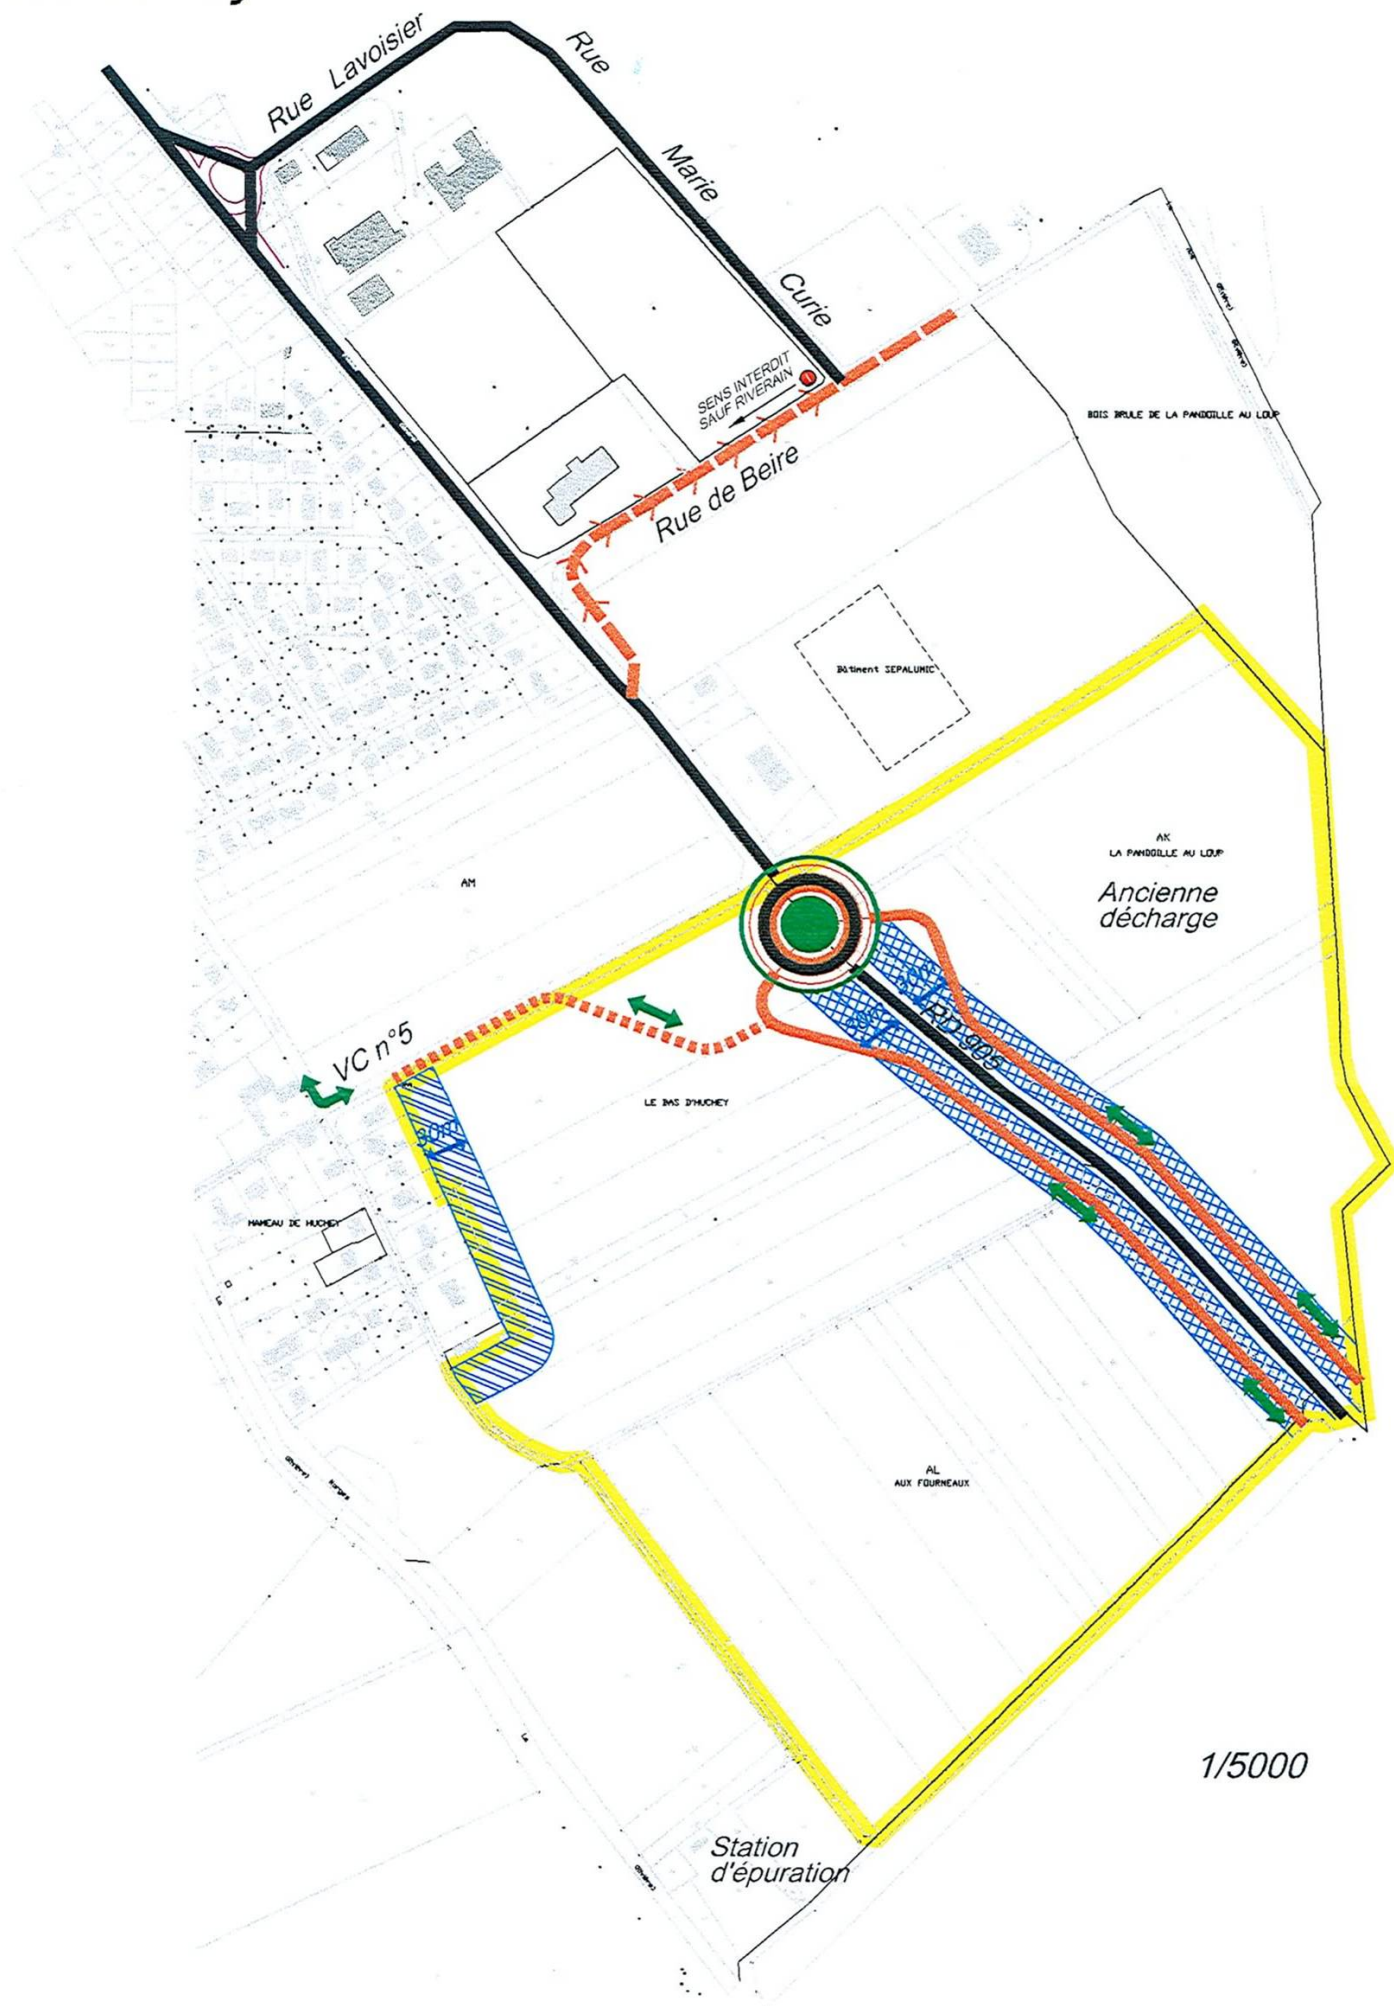 Rue Lavoisier
Rue
Marie
Curie
SENS INTERDIT
SAUF RIVERAIN
Rue de Beire
BOIS BRULE DE LA PANDOILLE AU LOUP
Bâtiment SEPALUMIC
AK
LA PANDOILLE AU LOUP
Ancienne
décharge
AM
RD 905
VC n°5
LE BAS D'HUCHEY
30m
HAMEAU DE HUCHEY
AL
AUX FOURNEAUX
1/5000
Station
d'épuration